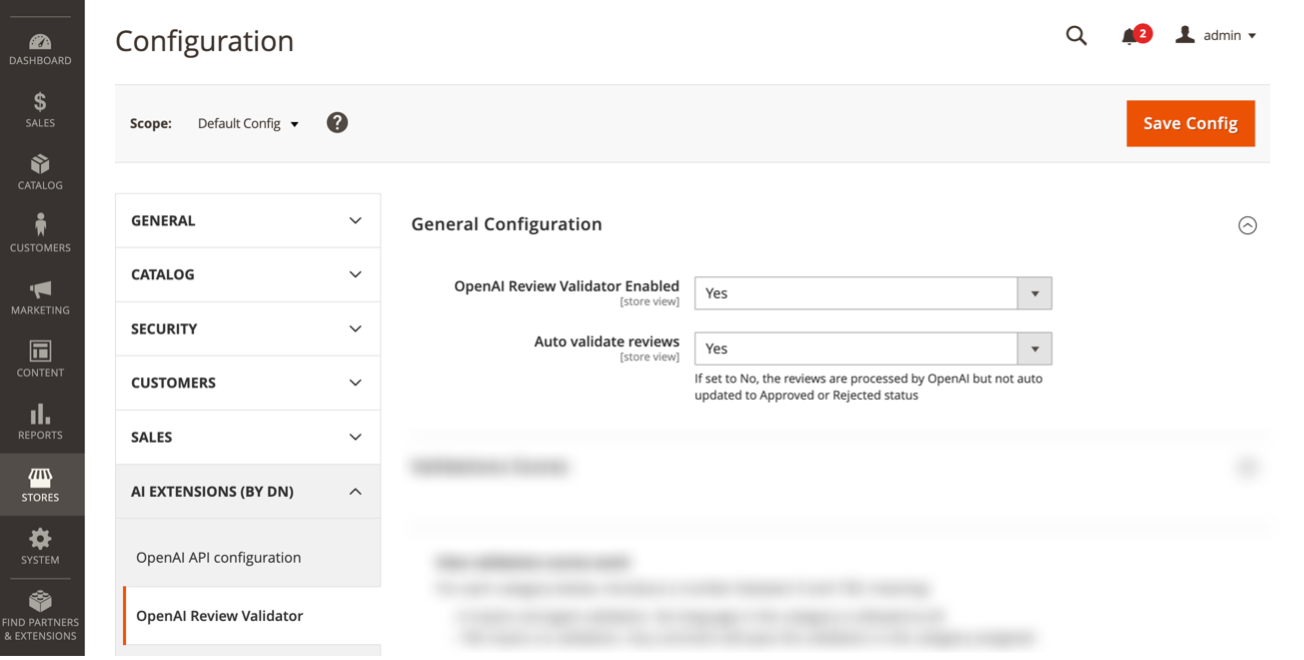 DASHBOARD
SALES
CATALOG
CUSTOMERS
MARKETING
CONTENT
REPORTS
STORES
SYSTEM
FIND PARTNERS
& EXTENSIONS
Configuration
2
admin
Scope:
Default Config
?
Save Config
GENERAL
CATALOG
SECURITY
CUSTOMERS
SALES
AI EXTENSIONS (BY DN)
OpenAI API configuration
OpenAI Review Validator
General Configuration
OpenAI Review Validator Enabled
[store view]
Yes
Auto validate reviews
[store view]
Yes
If set to No, the reviews are processed by OpenAI but not auto
updated to Approved or Rejected status